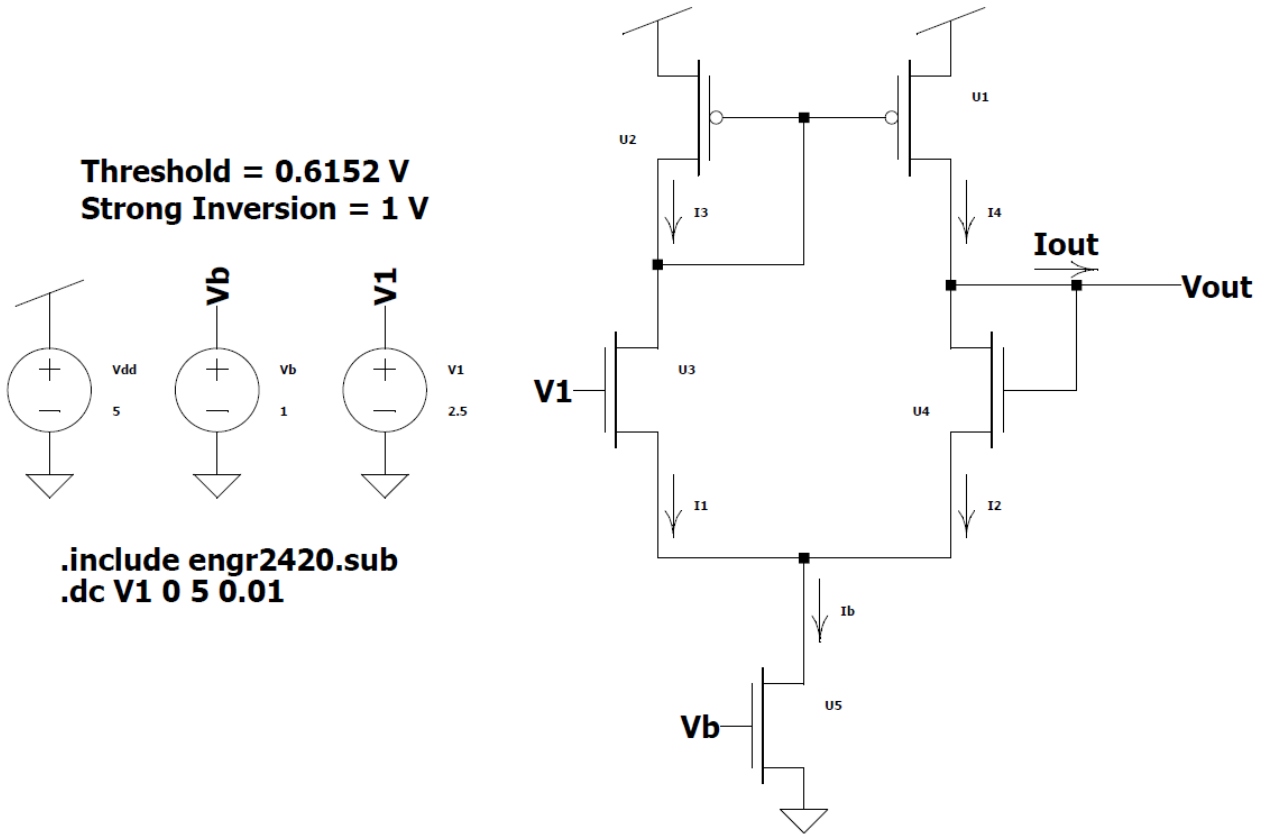 U1
U2
Threshold = 0.6152 V
Strong Inversion = 1 V
I3
I4
Iout
Vout
Vb
V1
Vdd
5
Vb
1
V1
2.5
U3
V1
U4
I1
I2
.include engr2420.sub
.dc V1 0 5 0.01
Ib
U5
Vb